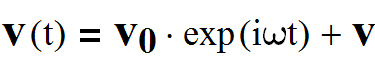 v(t) = v₀ · exp(iωt) + v